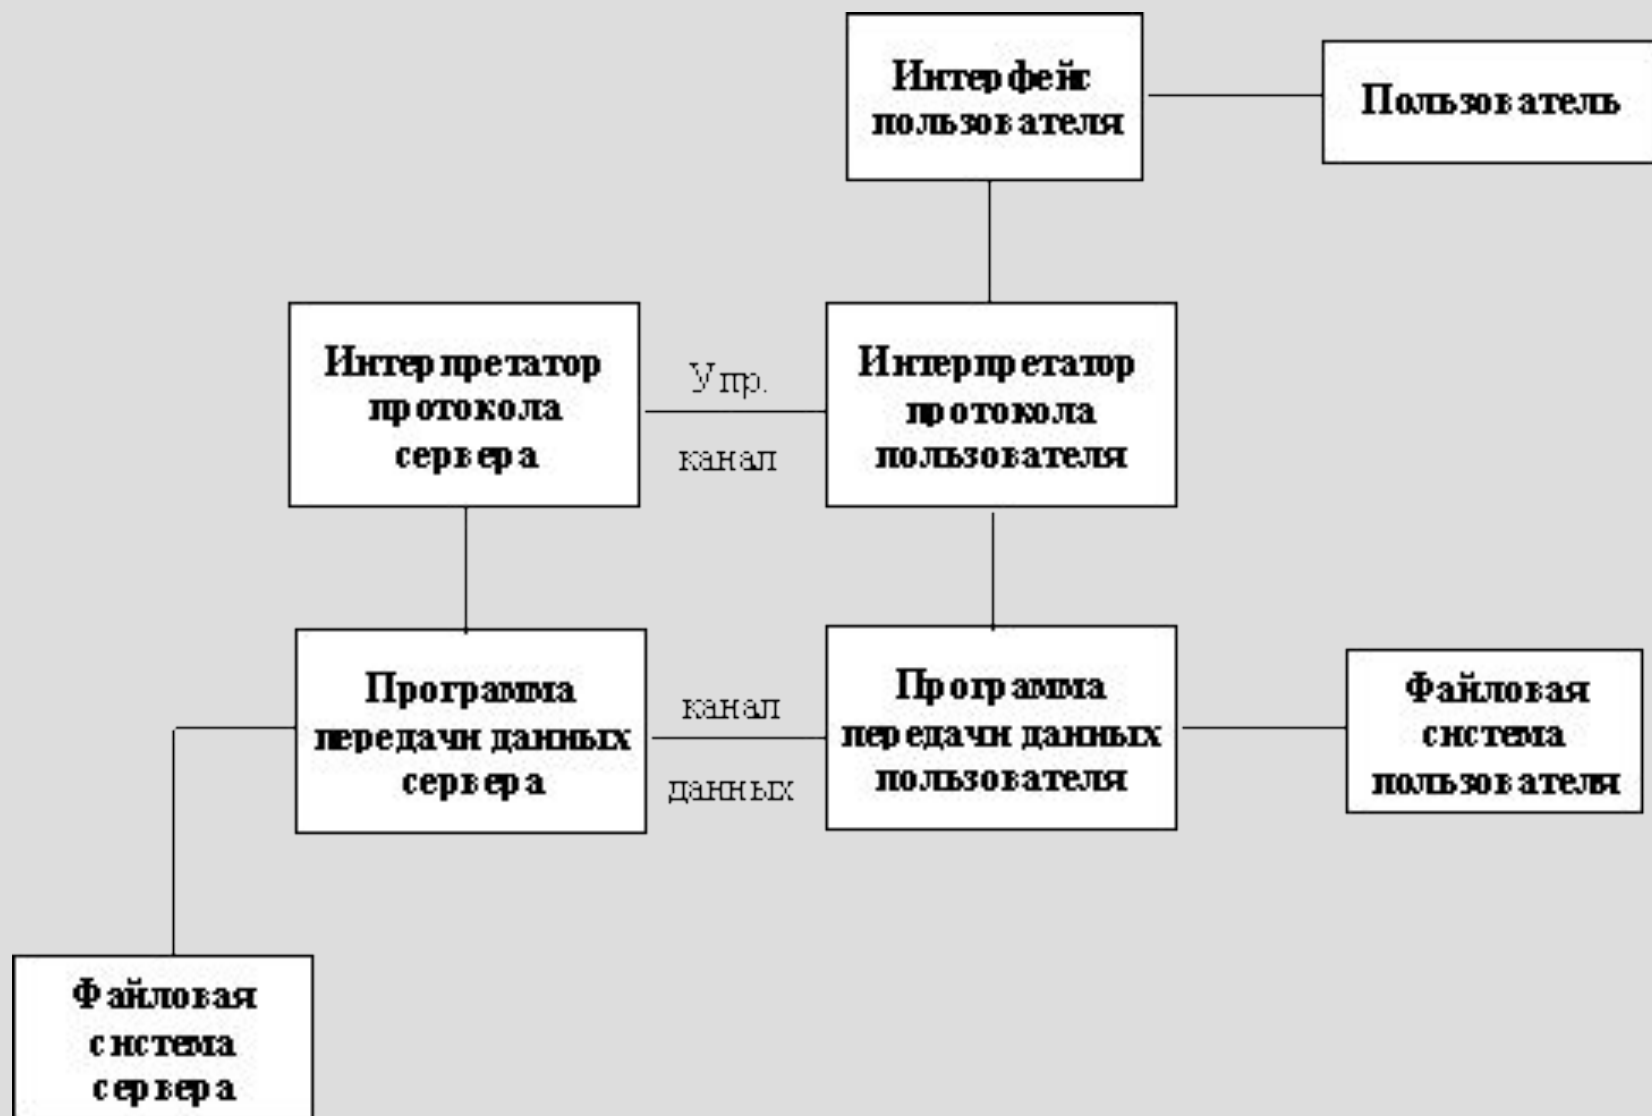 Интерфейс
пользователя
Пользователь
Интерпретатор
протокола
сервера
Упр.
канал
Интерпретатор
протокола
пользователя
Программа
передачи данных
сервера
канал
данных
Программа
передачи данных
пользователя
Файловая
система
пользователя
Файловая
система
сервера